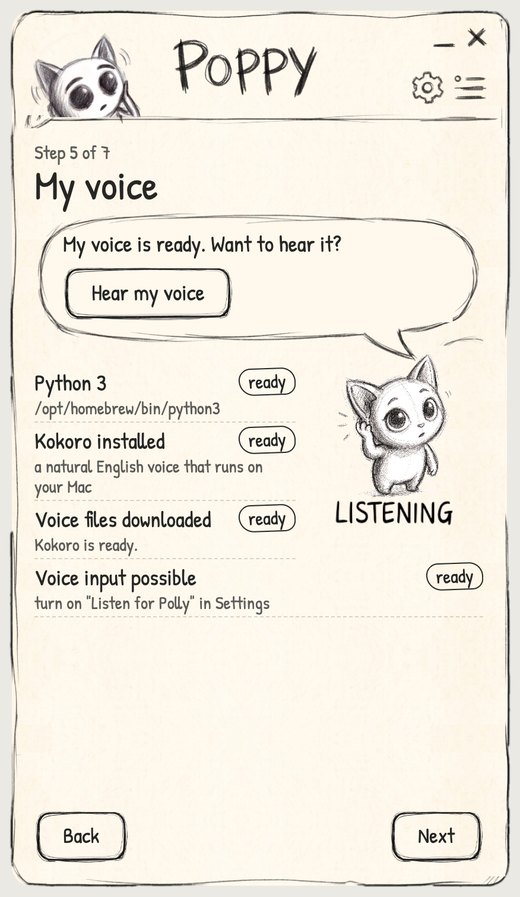 POPPY
Step 5 of 7
My voice
My voice is ready. Want to hear it?
Hear my voice
Python 3
ready
/opt/homebrew/bin/python3
Kokoro installed
ready
a natural English voice that runs on
your Mac
Voice files downloaded
ready
Kokoro is ready.
LISTENING
Voice input possible
ready
turn on "Listen for Polly" in Settings
Back
Next